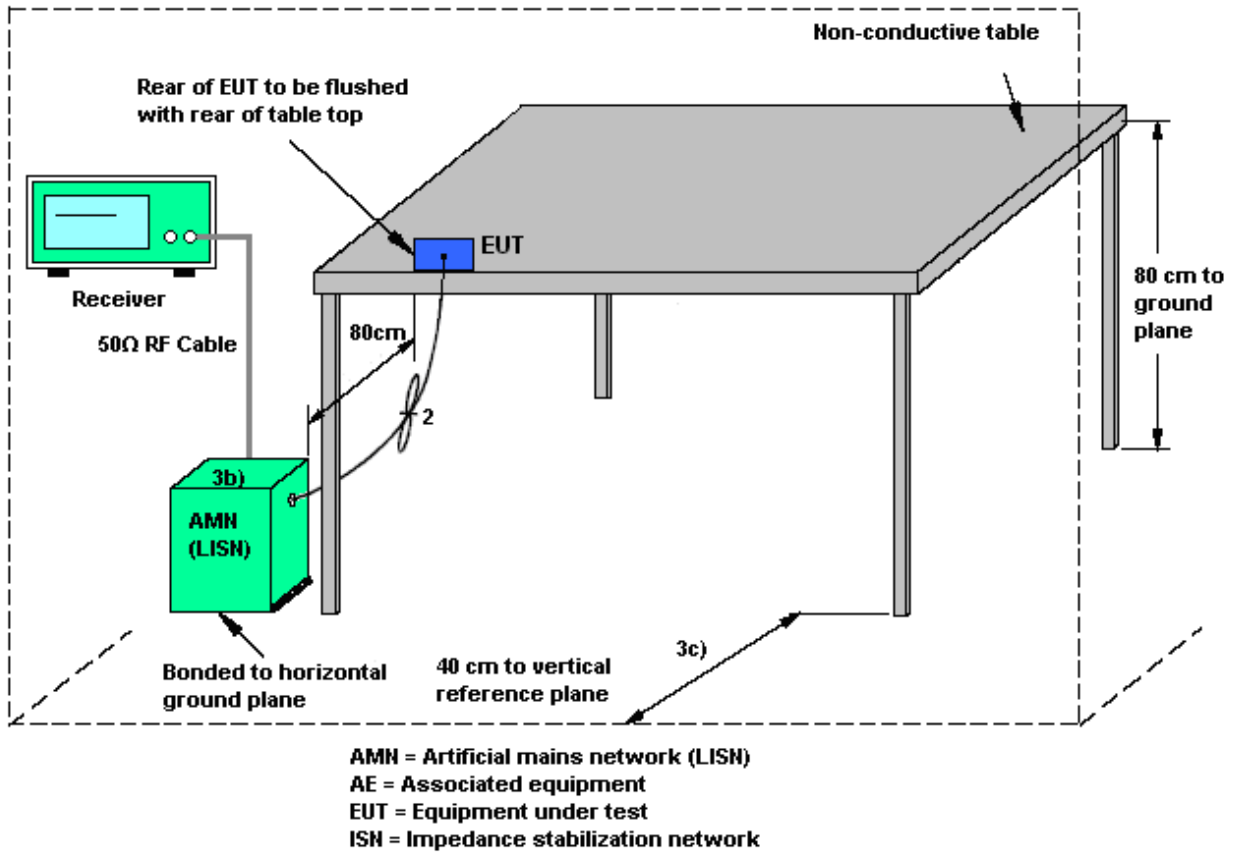 Non-conductive table
Rear of EUT to be flushed
with rear of table top
EUT
Receiver
80 cm to
ground
plane
50Ω RF Cable
80cm
2
3b)
AMN
(LISN)
Bonded to horizontal
ground plane
40 cm to vertical
reference plane
3c)
AMN = Artificial mains network (LISN)
AE = Associated equipment
EUT = Equipment under test
ISN = Impedance stabilization network